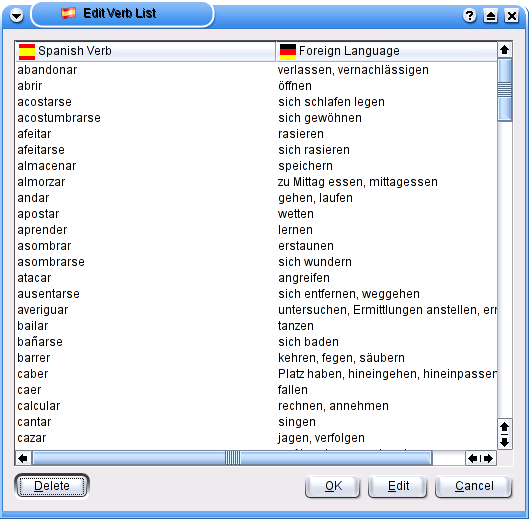 Edit Verb List
Spanish Verb Foreign Language
abandonar verlassen, vernachlässigen
abrir öffnen
acostarse sich schlafen legen
acostumbrarse sich gewöhnen
afeitar rasieren
afeitarse sich rasieren
almacenar speichern
almorzar zu Mittag essen, mittagessen
andar gehen, laufen
apostar wetten
aprender lernen
asombrar erstaunen
asombrarse sich wundern
atacar angreifen
ausentarse sich entfernen, weggehen
averiguar untersuchen, Ermittlungen anstellen, err
bailar tanzen
bañarse sich baden
barrer kehren, fegen, säubern
caber Platz haben, hineingehen, hineinpassen
caer fallen
calcular rechnen, annehmen
cantar singen
cazar jagen, verfolgen
Delete OK Edit Cancel